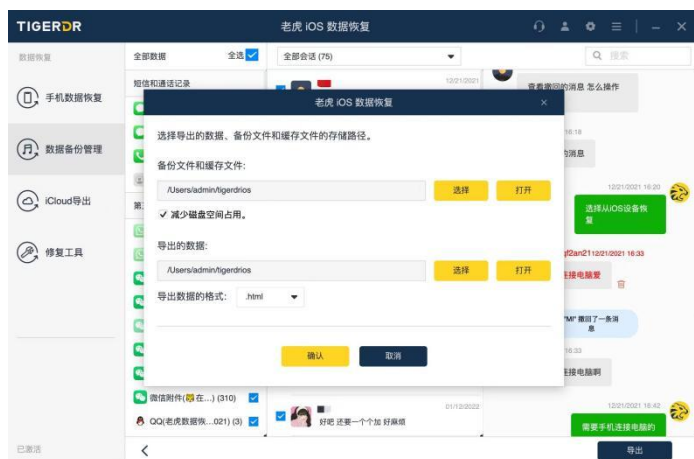 TIGERDR
老虎 iOS 数据恢复
数据恢复
手机数据恢复
数据备份管理
iCloud导出
修复工具
已激活
全部数据
全选
短信和通话记录
第
微信附件(在...) (310)
QQ(老虎数据恢...021) (3)
全部会话 (75)
12/21/2021
01/12/2022
好吧 还要一个个加 好麻烦
搜索
查看撤回的消息 怎么操作
16:18
的消息
12/21/2021 16:20
选择从iOS设备恢
复
qf2an21 12/21/2021 16:33
连接电脑爱
"MI" 撤回了一条消
息
16:33
连接电脑啊
12/21/2021 16:42
需要手机连接电脑的
导出
老虎 iOS 数据恢复
选择导出的数据、备份文件和缓存文件的存储路径。
备份文件和缓存文件:
/Users/admin/tigerdrios
选择
打开
减少磁盘空间占用。
导出的数据:
/Users/admin/tigerdrios
选择
打开
导出数据的格式:
.html
确认
取消